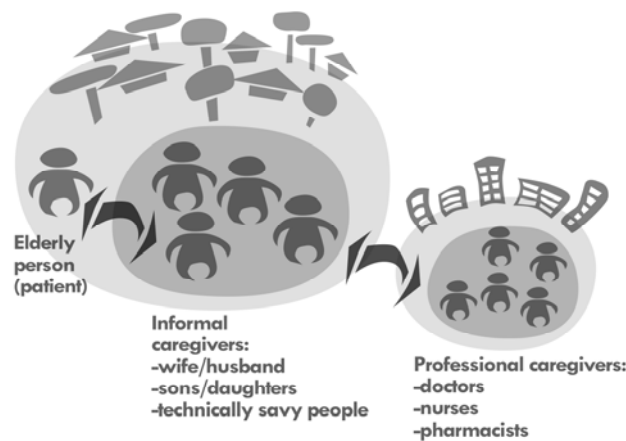 Elderly
person
(patient)
Informal
caregivers:
-wife/husband
-sons/daughters
-technically savy people
Professional caregivers:
-doctors
-nurses
-pharmacists